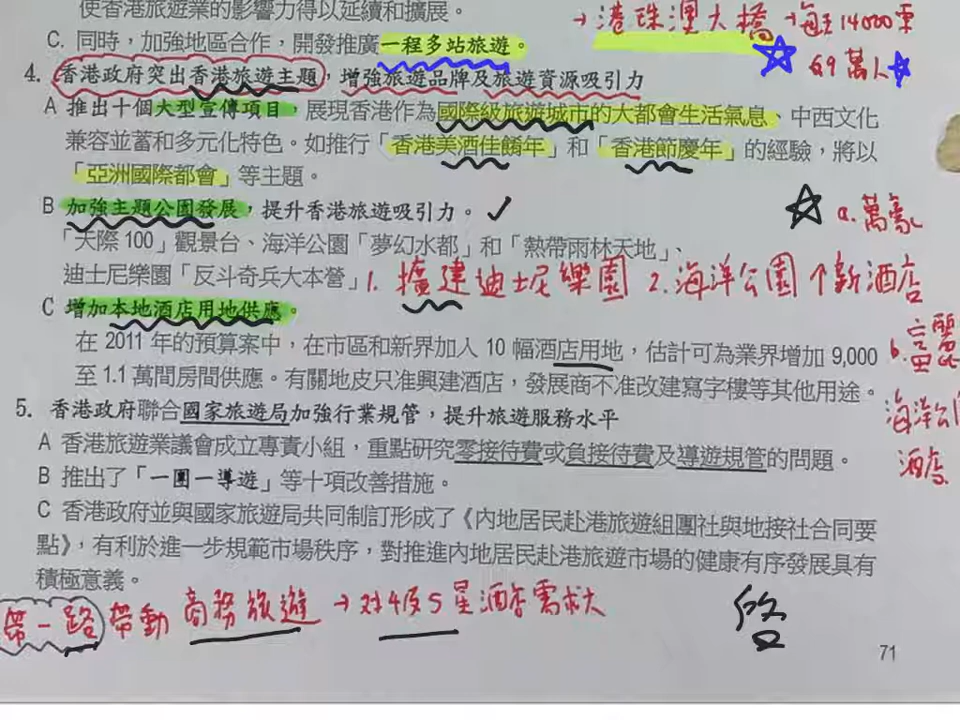 使香港旅遊業的影響力得以延續和擴展。
→港珠澳大橋→每天14000車
C. 同時，加強地區合作，開發推廣一程多站旅遊。
6.9萬人
4. 香港政府突出香港旅遊主題，增強旅遊品牌及旅遊資源吸引力
A 推出十個大型宣傳項目，展現香港作為國際級旅遊城市的大都會生活氣息、中西文化
兼容並蓄和多元化特色。如推行「香港美酒佳餚年」和「香港節慶年」的經驗，將以
「亞洲國際都會」等主題。
B 加強主題公園發展，提升香港旅遊吸引力。✓
a. 萬豪
「天際 100」觀景台、海洋公園「夢幻水都」和「熱帶雨林天地」、
迪士尼樂園「反斗奇兵大本營」
1. 擴建迪士尼樂園 2. 海洋公園個新酒店
C 增加本地酒店用地供應。
在 2011 年的預算案中，在市區和新界加入 10 幅酒店用地，估計可為業界增加 9,000
b. 富麗
至 1.1 萬間房間供應。有關地皮只准興建酒店，發展商不准改建寫字樓等其他用途。
海洋公
5. 香港政府聯合國家旅遊局加強行業規管，提升旅遊服務水平
A 香港旅遊業議會成立專責小組，重點研究零接待費或負接待費及導遊規管的問題。
酒店
B 推出了「一團一導遊」等十項改善措施。
C 香港政府並與國家旅遊局共同制訂形成了《內地居民赴港旅遊組團社與地接社合同要
點》，有利於進一步規範市場秩序，對推進內地居民赴港旅遊市場的健康有序發展具有
積極意義。
帶一路帶動商務旅遊→對4及5星酒店需求大
71